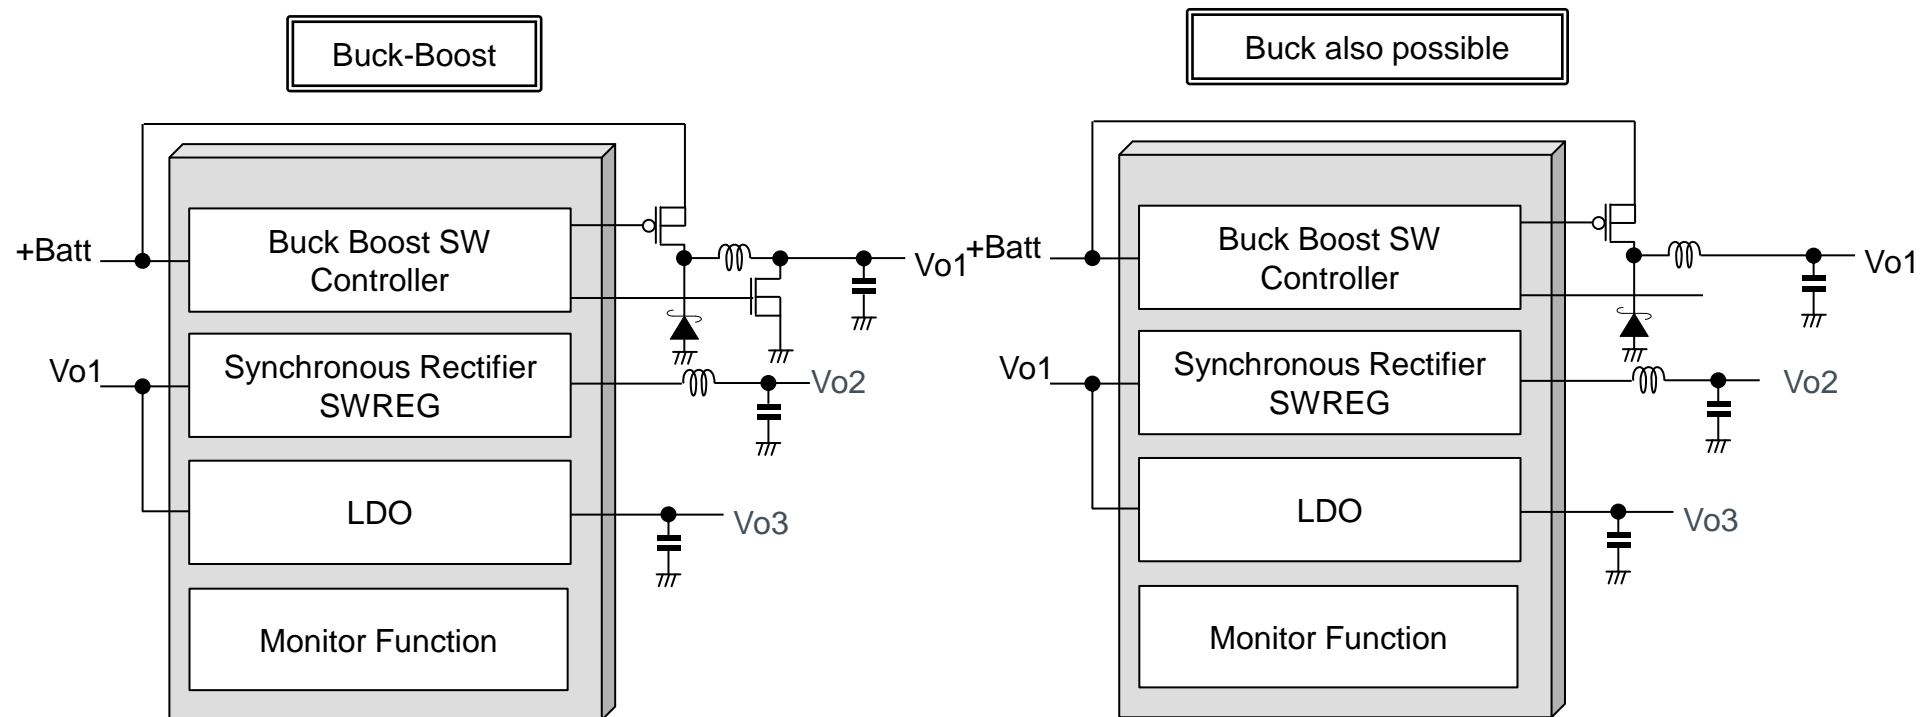 Buck-Boost
+Batt
Buck Boost SW
Controller
Vo1
Vo1
Synchronous Rectifier
SWREG
Vo2
LDO
Vo3
Monitor Function
Buck also possible
+Batt
Buck Boost SW
Controller
Vo1
Vo1
Synchronous Rectifier
SWREG
Vo2
LDO
Vo3
Monitor Function